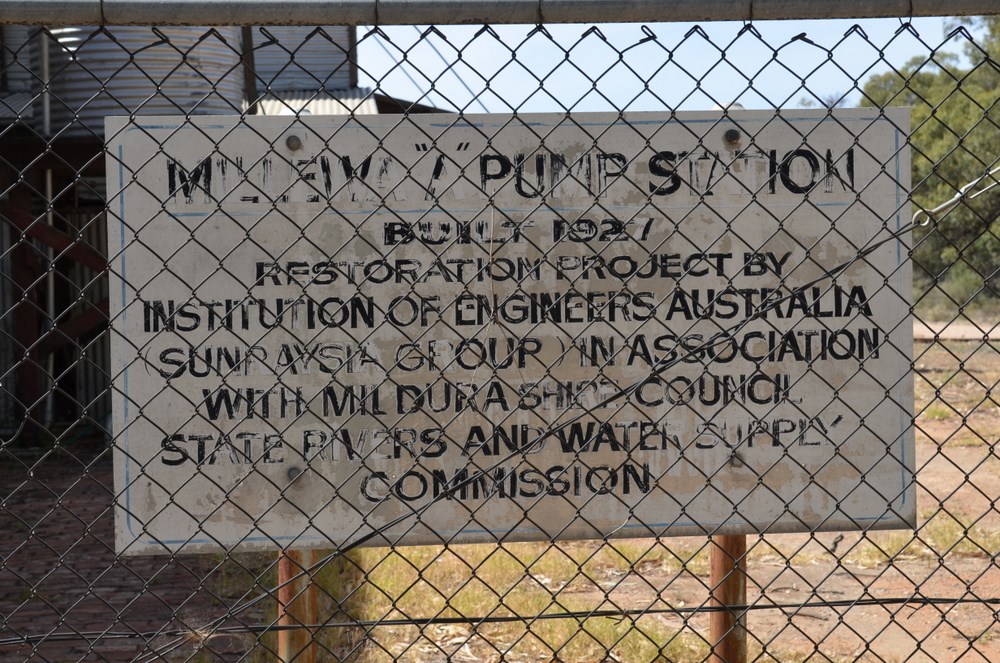 MILLEWA "A" PUMP STATION
BUILT 1927
RESTORATION PROJECT BY
INSTITUTION OF ENGINEERS AUSTRALIA
(SUNRAYSIA GROUP) IN ASSOCIATION
WITH MILDURA SHIRE COUNCIL
STATE RIVERS AND WATER SUPPLY
COMMISSION